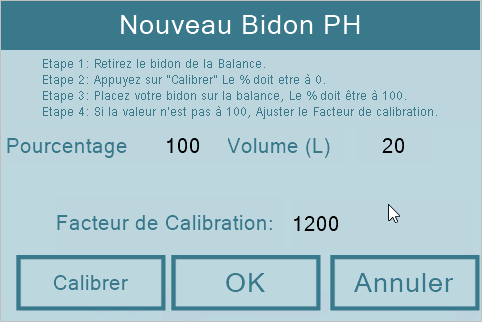 Nouveau Bidon PH
Etape 1: Retirez le bidon de la Balance.
Etape 2: Appuyez sur "Calibrer" Le % doit etre à 0.
Etape 3: Placez votre bidon sur la balance, Le % doit être à 100.
Etape 4: Si la valeur n'est pas à 100, Ajuster le Facteur de calibration.
Pourcentage 100 Volume (L) 20
Facteur de Calibration: 1200
Calibrer OK Annuler